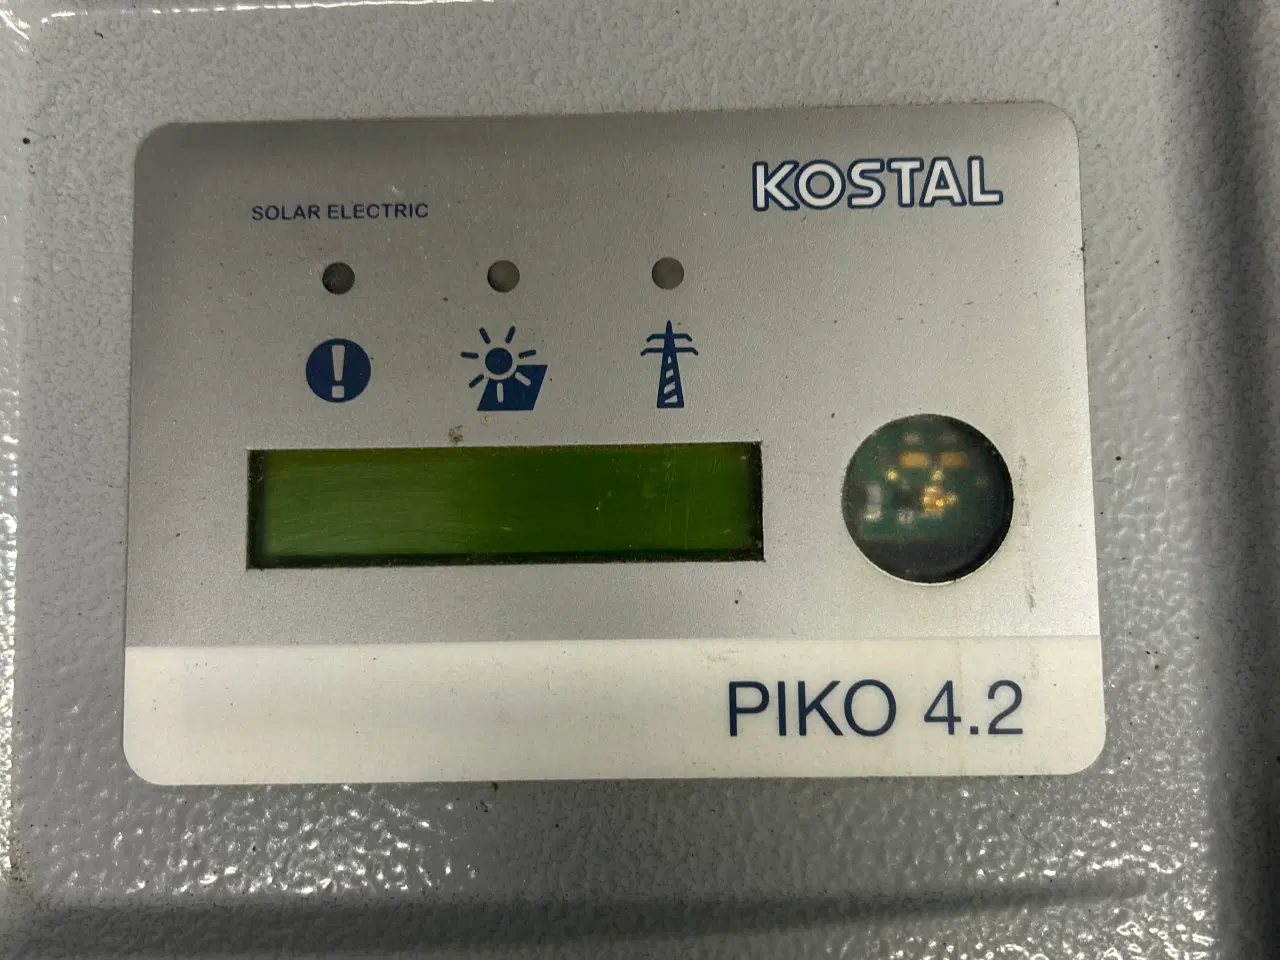 KOSTAL
SOLAR ELECTRIC
PIKO 4.2